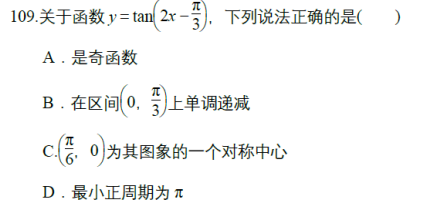 109.关于函数 y = tan(2x − π/3)，下列说法正确的是(　　)
A．是奇函数
B．在区间(0，π/3)上单调递减
C.(π/6，0)为其图象的一个对称中心
D．最小正周期为 π